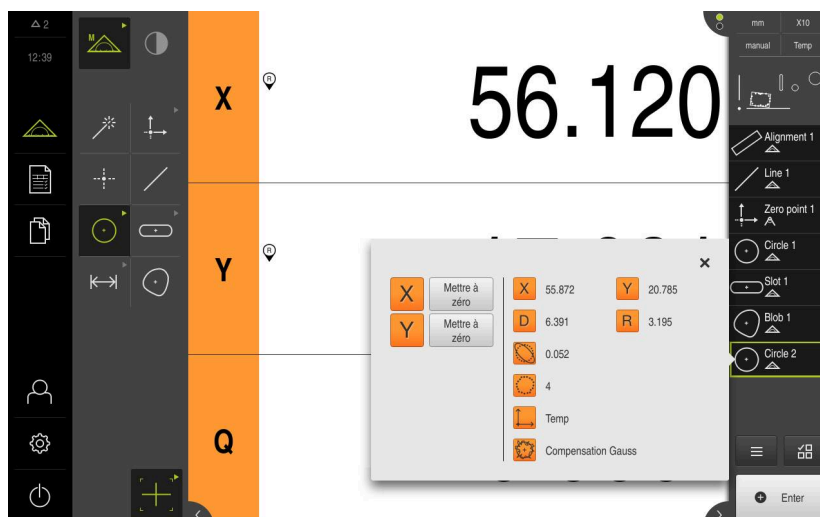 2
12:39
M
X
R
56.120
Y
R
Q
mm
X10
manual
Temp
Alignment 1
Line 1
Zero point 1
Circle 1
Slot 1
Blob 1
Circle 2
Enter
X
Mettre à
zéro
Y
Mettre à
zéro
X 55.872
Y 20.785
D 6.391
R 3.195
0.052
4
Temp
Compensation Gauss